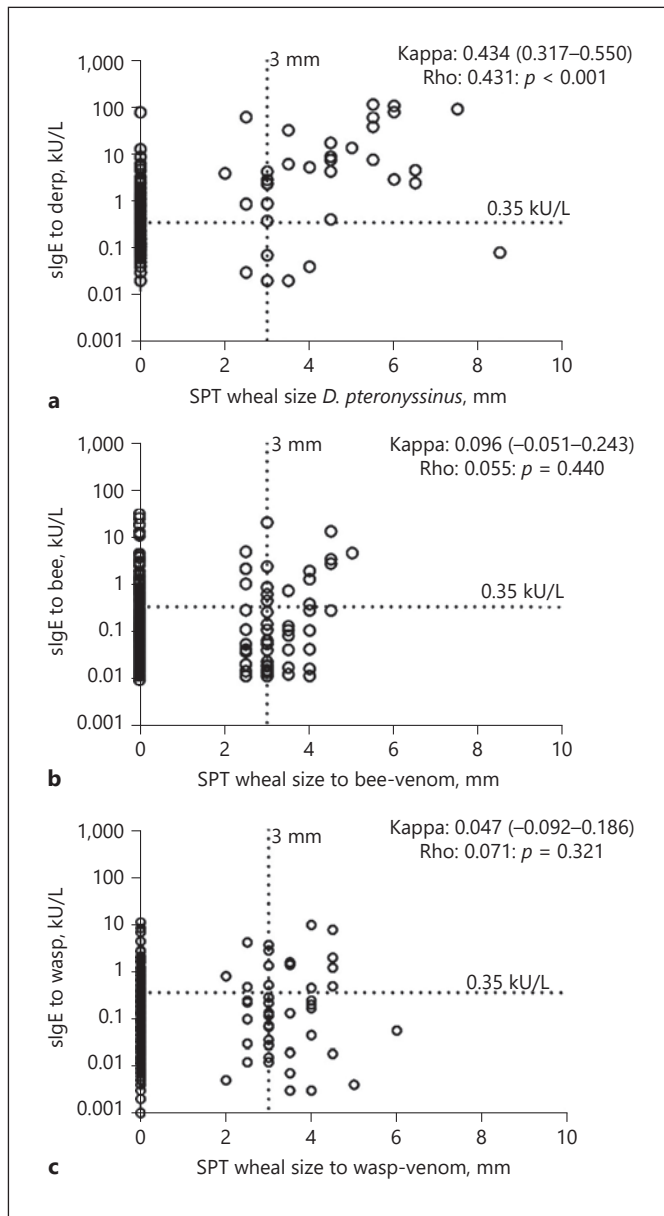 1,000
3 mm
Kappa: 0.434 (0.317–0.550)
Rho: 0.431: p < 0.001
100
10
1
0.35 kU/L
0.1
0.01
0.001
sIgE to derp, kU/L
0 2 4 6 8 10
a SPT wheal size D. pteronyssinus, mm
1,000
3 mm
Kappa: 0.096 (–0.051–0.243)
Rho: 0.055: p = 0.440
100
10
1
0.35 kU/L
0.1
0.01
0.001
sIgE to bee, kU/L
0 2 4 6 8 10
b SPT wheal size to bee-venom, mm
1,000
3 mm
Kappa: 0.047 (–0.092–0.186)
Rho: 0.071: p = 0.321
100
10
1
0.35 kU/L
0.1
0.01
0.001
sIgE to wasp, kU/L
0 2 4 6 8 10
c SPT wheal size to wasp-venom, mm